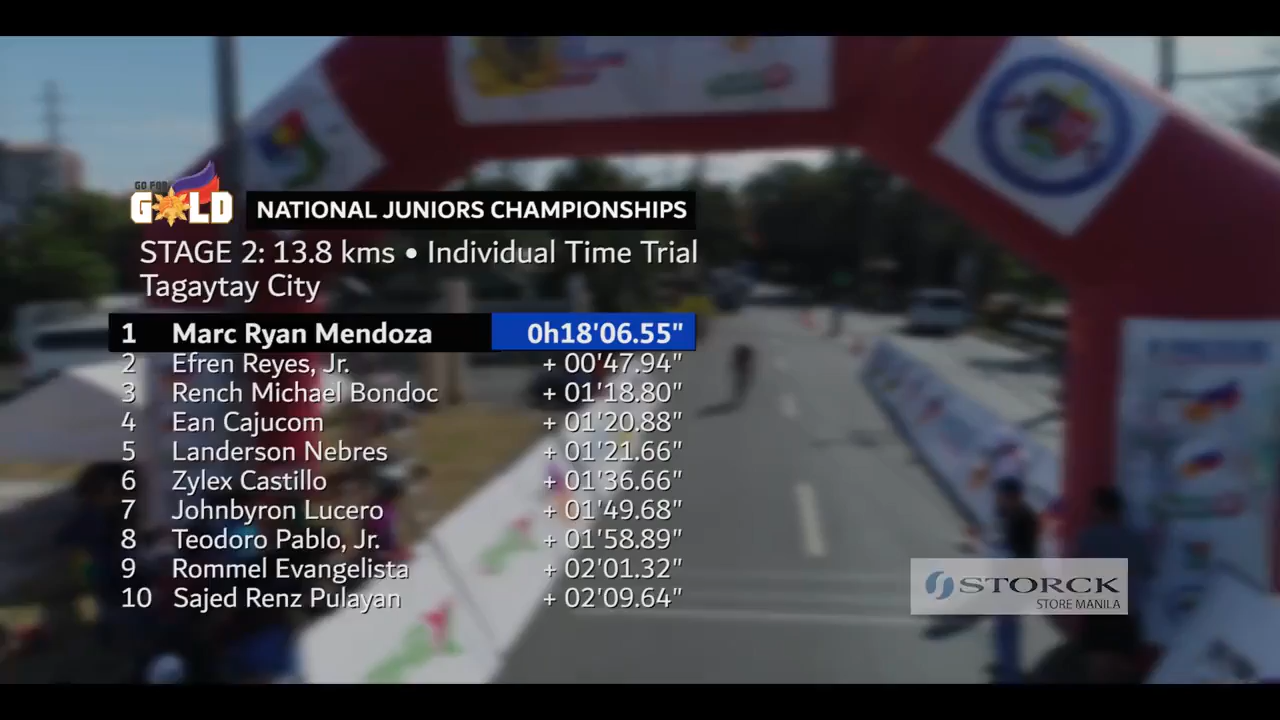 GO FOR
GOLD
NATIONAL JUNIORS CHAMPIONSHIPS
STAGE 2: 13.8 kms • Individual Time Trial
Tagaytay City
1 Marc Ryan Mendoza 0h18'06.55"
2 Efren Reyes, Jr. + 00'47.94"
3 Rench Michael Bondoc + 01'18.80"
4 Ean Cajucom + 01'20.88"
5 Landerson Nebres + 01'21.66"
6 Zylex Castillo + 01'36.66"
7 Johnbyron Lucero + 01'49.68"
8 Teodoro Pablo, Jr. + 01'58.89"
9 Rommel Evangelista + 02'01.32"
10 Sajed Renz Pulayan + 02'09.64"
STORCK
STORE MANILA